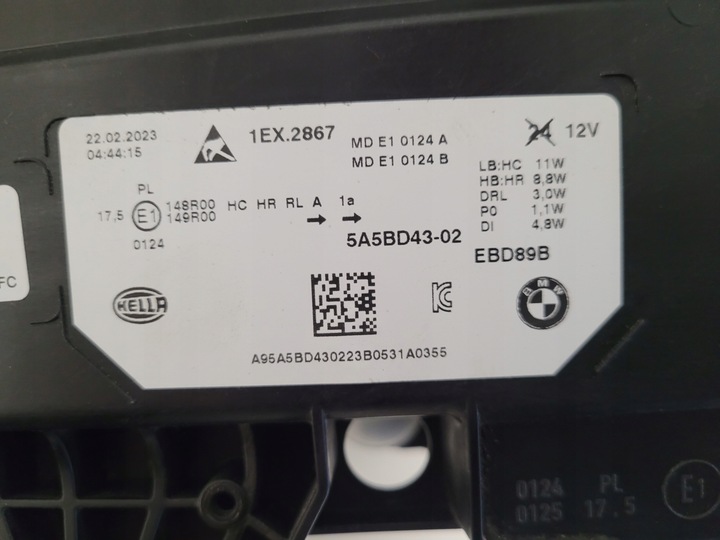 22.02.2023
04:44:15
1EX.2867
MD E1 0124 A
MD E1 0124 B
24 12V
LB:HC 11W
HB:HR 8,8W
DRL 3,0W
P0 1,1W
DI 4,8W
PL
17.5 E1 148R00 HC HR RL A 1a
149R00
0124
5A5BD43-02
EBD89B
HELLA
BMW
A95A5BD430223B0531A0355
FC
0124 PL
0125 17.5
E1